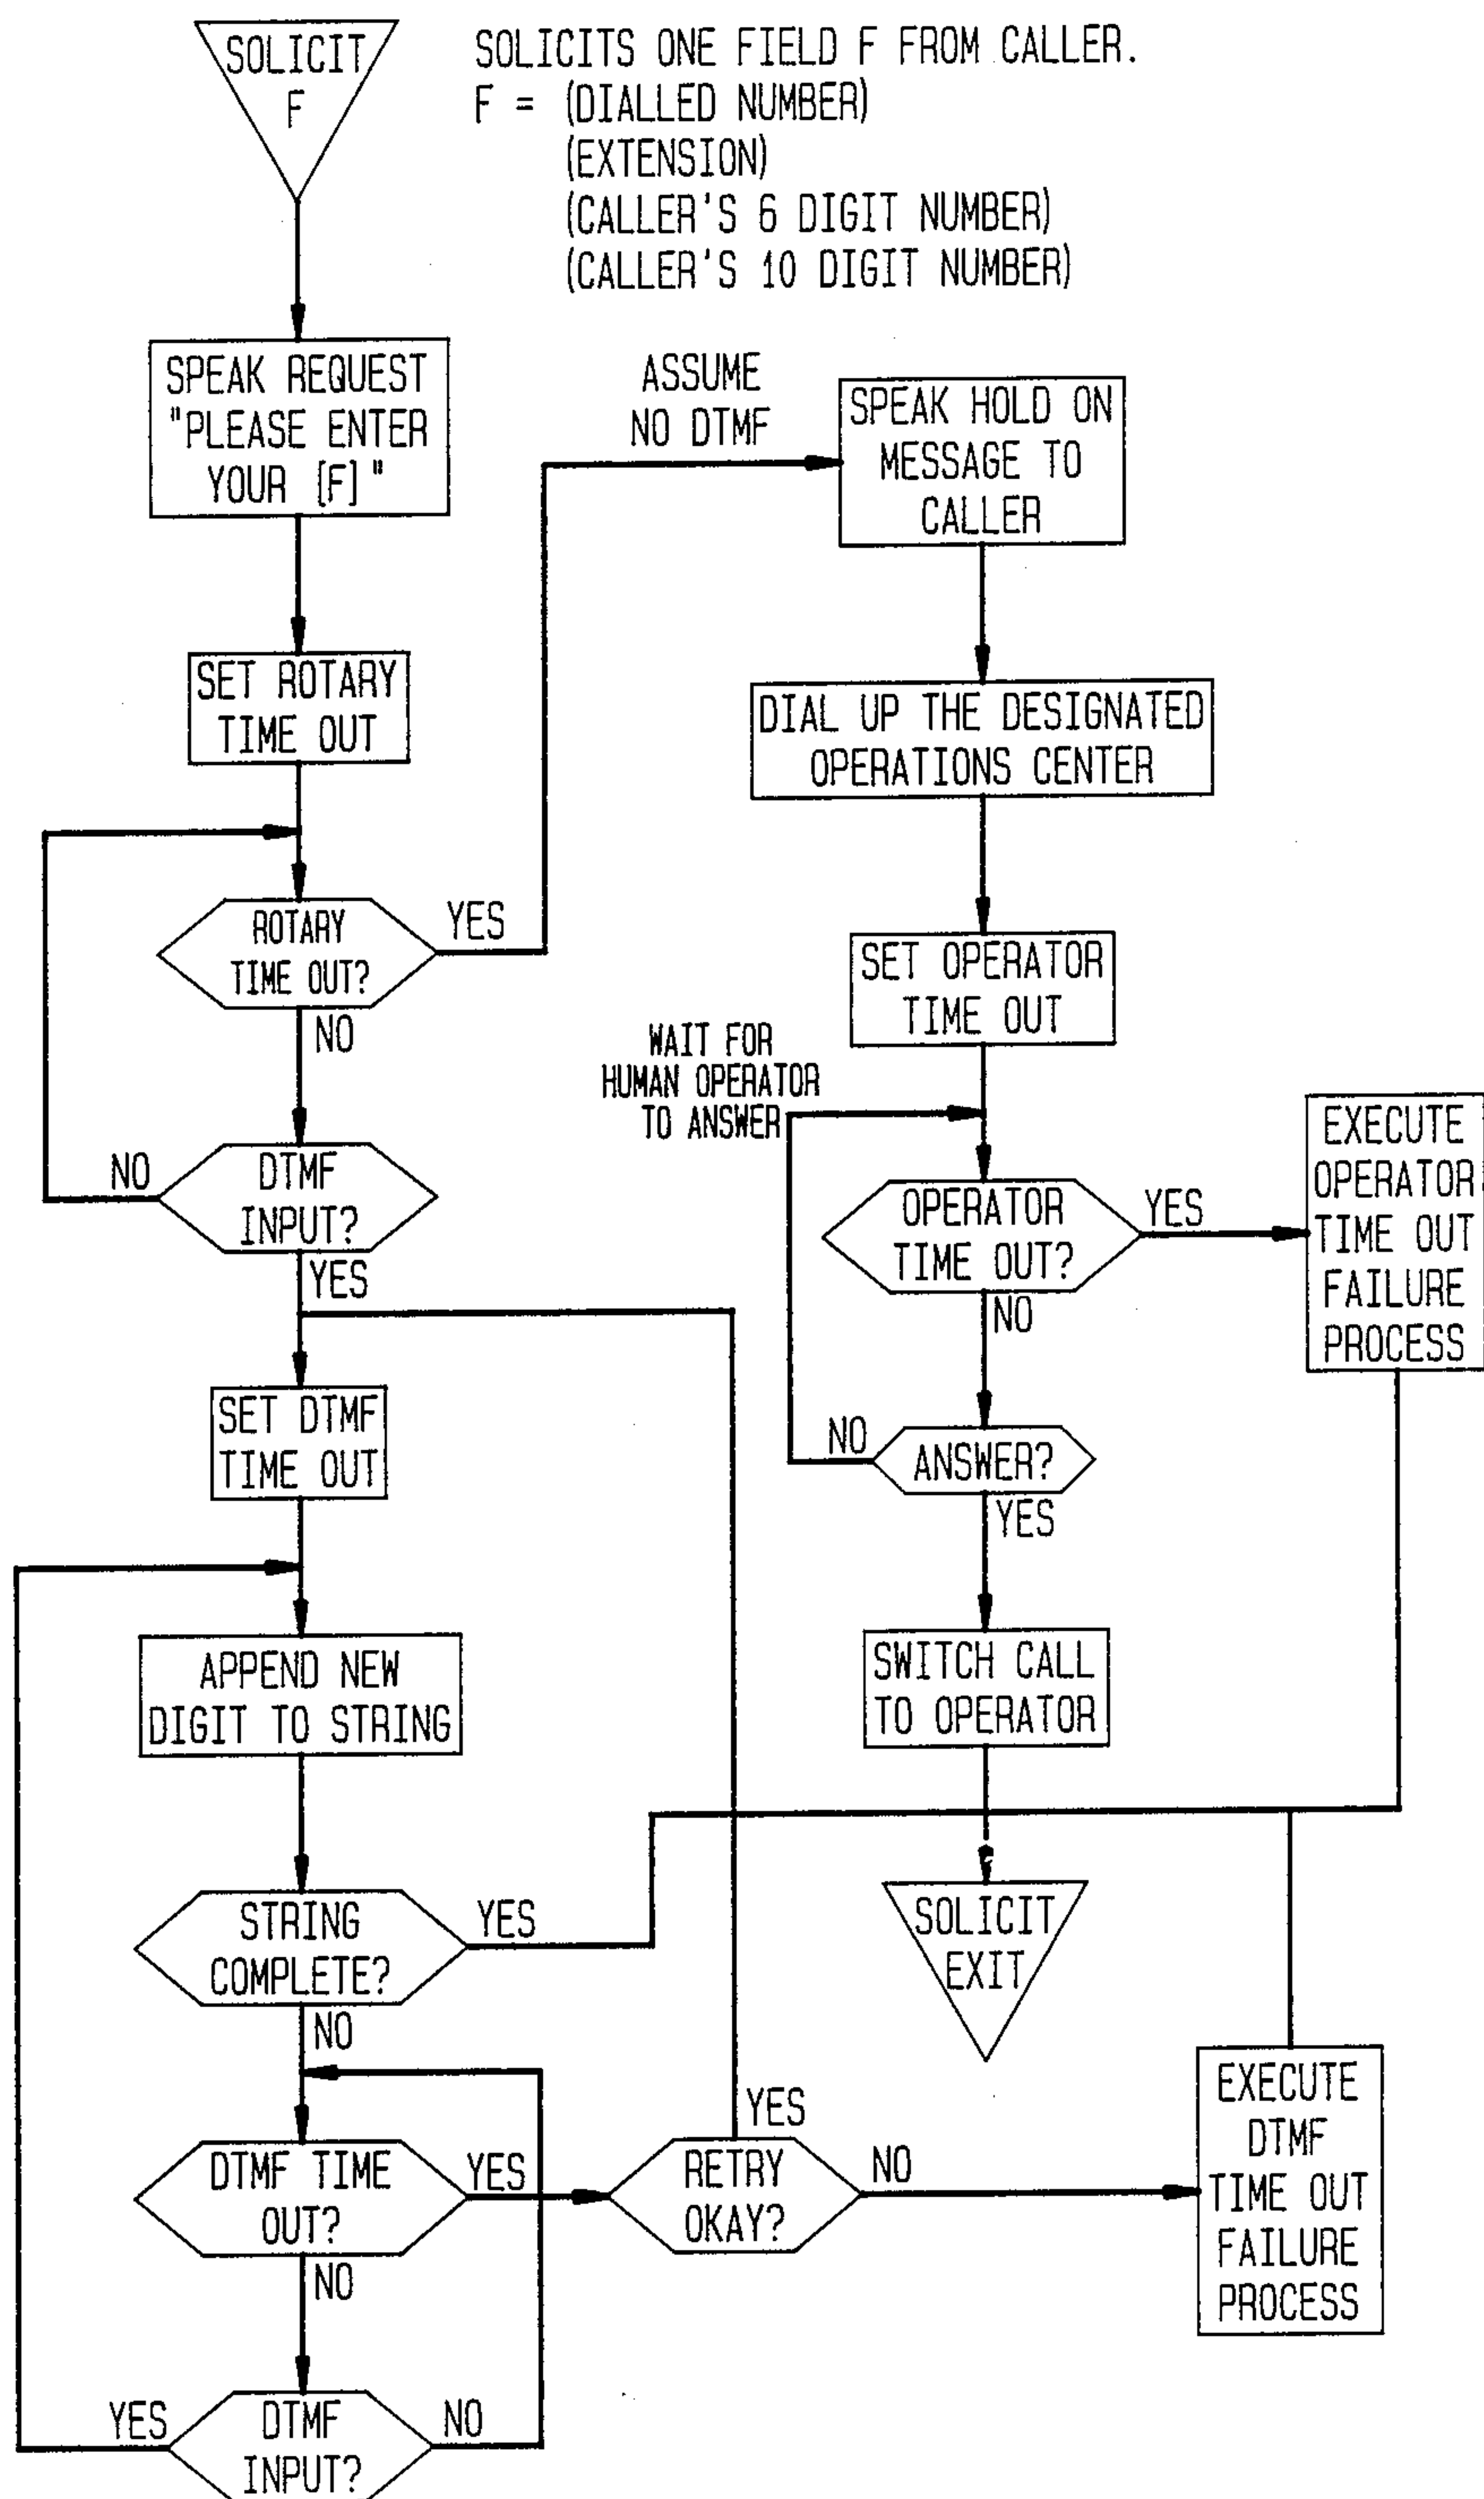 SOLICIT
F
SOLICITS ONE FIELD F FROM CALLER.
F = (DIALLED NUMBER)
(EXTENSION)
(CALLER'S 6 DIGIT NUMBER)
(CALLER'S 10 DIGIT NUMBER)
SPEAK REQUEST
"PLEASE ENTER
YOUR [F]"
ASSUME
NO DTMF
SPEAK HOLD ON
MESSAGE TO
CALLER
SET ROTARY
TIME OUT
DIAL UP THE DESIGNATED
OPERATIONS CENTER
ROTARY
TIME OUT?
YES
NO
SET OPERATOR
TIME OUT
WAIT FOR
HUMAN OPERATOR
TO ANSWER
DTMF
INPUT?
NO
YES
OPERATOR
TIME OUT?
YES
NO
EXECUTE
OPERATOR
TIME OUT
FAILURE
PROCESS
SET DTMF
TIME OUT
NO
ANSWER?
YES
APPEND NEW
DIGIT TO STRING
SWITCH CALL
TO OPERATOR
STRING
COMPLETE?
YES
NO
SOLICIT
EXIT
DTMF TIME
OUT?
YES
NO
YES
RETRY
OKAY?
NO
EXECUTE
DTMF
TIME OUT
FAILURE
PROCESS
YES
DTMF
INPUT?
NO